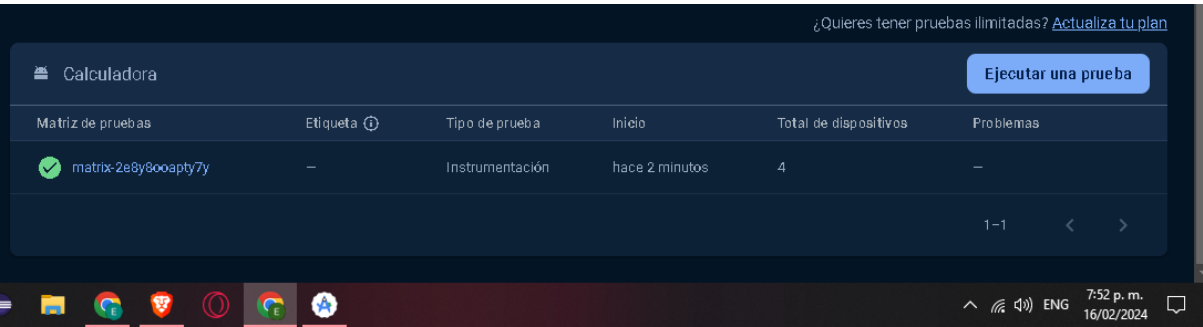 ¿Quieres tener pruebas ilimitadas? Actualiza tu plan
Calculadora Ejecutar una prueba
Matriz de pruebas Etiqueta Tipo de prueba Inicio Total de dispositivos Problemas
matrix-2e8y8ooapty7y – Instrumentación hace 2 minutos 4 –
1–1
7:52 p. m.
ENG
16/02/2024